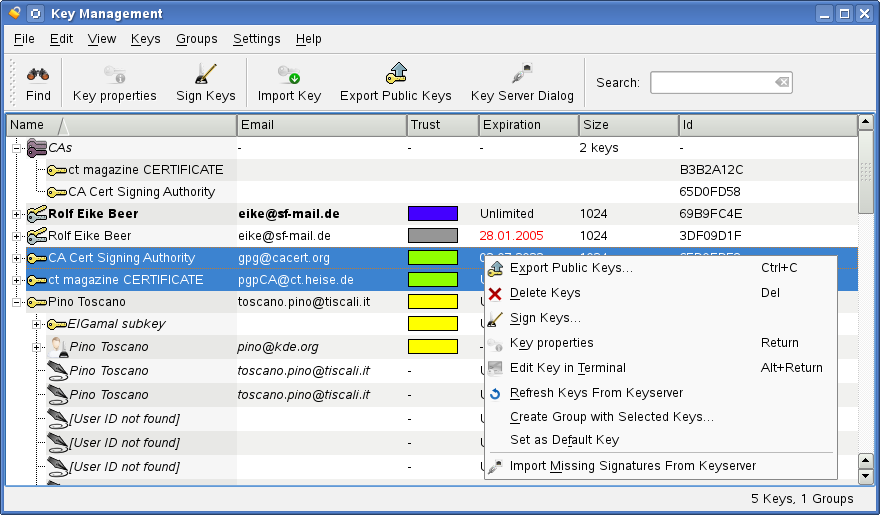 Key Management
File Edit View Keys Groups Settings Help
Find Key properties Sign Keys Import Key Export Public Keys Key Server Dialog Search:
Name Email Trust Expiration Size Id
CAs - - - 2 keys -
ct magazine CERTIFICATE B3B2A12C
CA Cert Signing Authority 65D0FD58
Rolf Eike Beer eike@sf-mail.de Unlimited 1024 69B9FC4E
Rolf Eike Beer eike@sf-mail.de 28.01.2005 1024 3DF09D1F
CA Cert Signing Authority gpg@cacert.org
ct magazine CERTIFICATE pgpCA@ct.heise.de
Pino Toscano toscano.pino@tiscali.it
ElGamal subkey
Pino Toscano pino@kde.org -
Pino Toscano toscano.pino@tiscali.it -
Pino Toscano toscano.pino@tiscali.it -
[User ID not found] -
[User ID not found] -
[User ID not found] -
Export Public Keys... Ctrl+C
Delete Keys Del
Sign Keys...
Key properties Return
Edit Key in Terminal Alt+Return
Refresh Keys From Keyserver
Create Group with Selected Keys...
Set as Default Key
Import Missing Signatures From Keyserver
5 Keys, 1 Groups